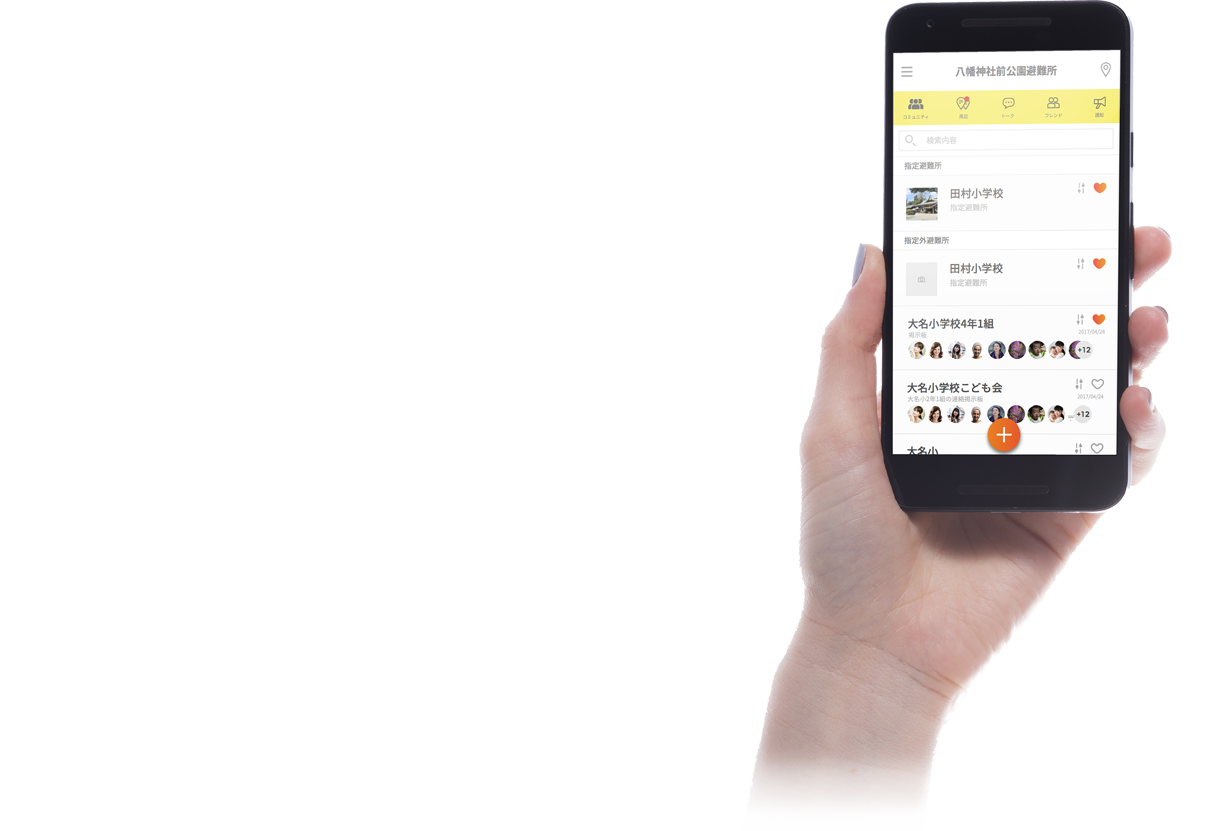 八幡神社前公園避難所
コミュニティ 周辺 トーク フレンド 通知
検索内容
指定避難所
田村小学校
指定避難所
指定外避難所
田村小学校
指定避難所
大名小学校4年1組
掲示板
2017/04/24
+12
大名小学校こども会
大名小2年1組の連絡掲示板
2017/04/24
+12
大名小